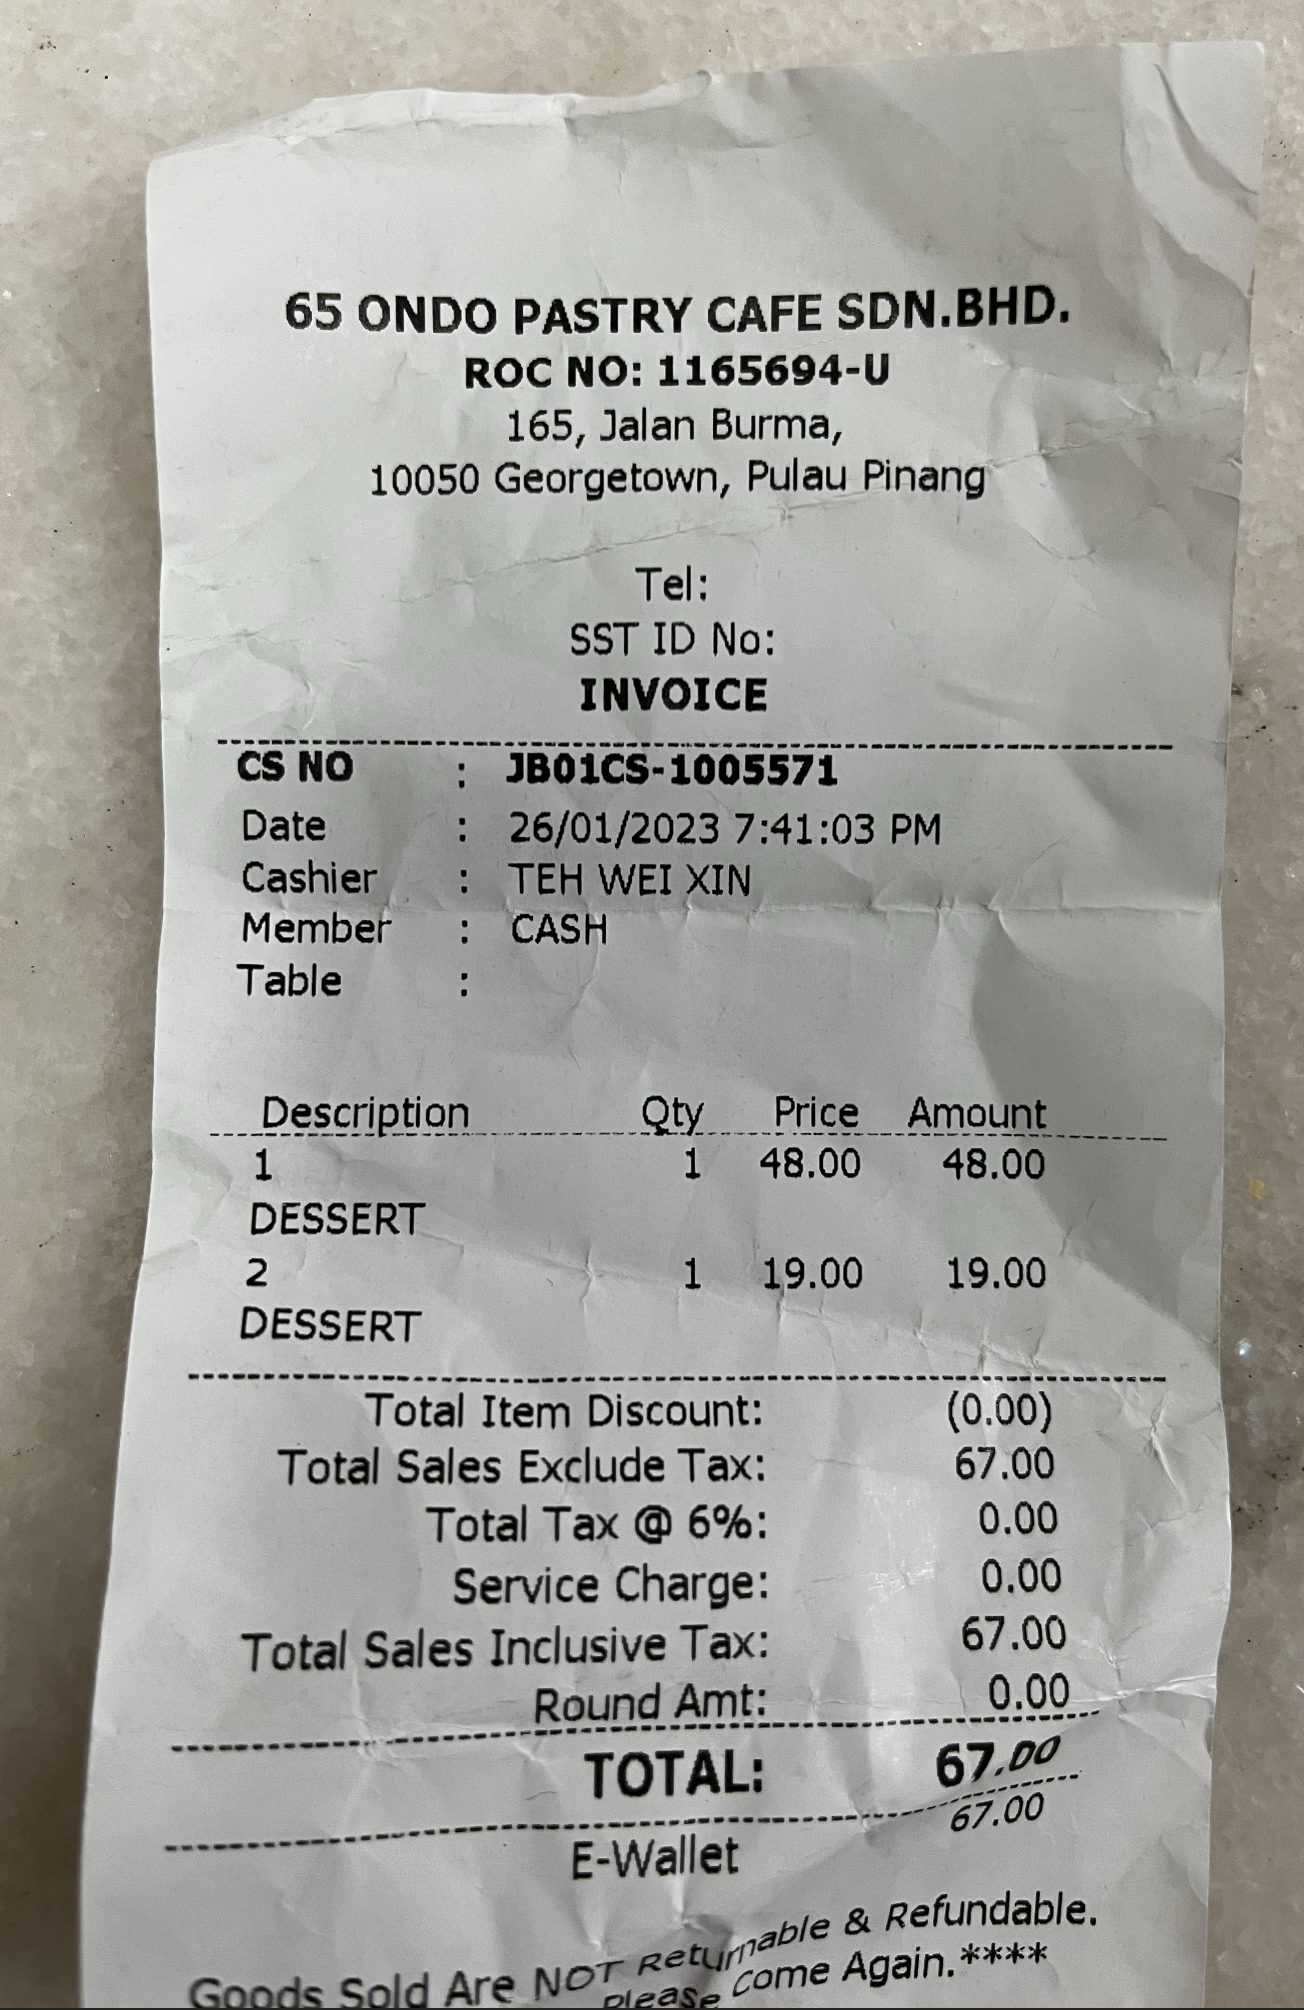 65 ONDO PASTRY CAFE SDN.BHD.
ROC NO: 1165694-U
165, Jalan Burma,
10050 Georgetown, Pulau Pinang
Tel:
SST ID No:
INVOICE
CS NO : JB01CS-1005571
Date : 26/01/2023 7:41:03 PM
Cashier : TEH WEI XIN
Member : CASH
Table :
Description Qty Price Amount
1 1 48.00 48.00
DESSERT
2 1 19.00 19.00
DESSERT
Total Item Discount: (0.00)
Total Sales Exclude Tax: 67.00
Total Tax @ 6%: 0.00
Service Charge: 0.00
Total Sales Inclusive Tax: 67.00
Round Amt: 0.00
TOTAL: 67.00
E-Wallet 67.00
Goods Sold Are NOT Returnable & Refundable.
Please Come Again.****